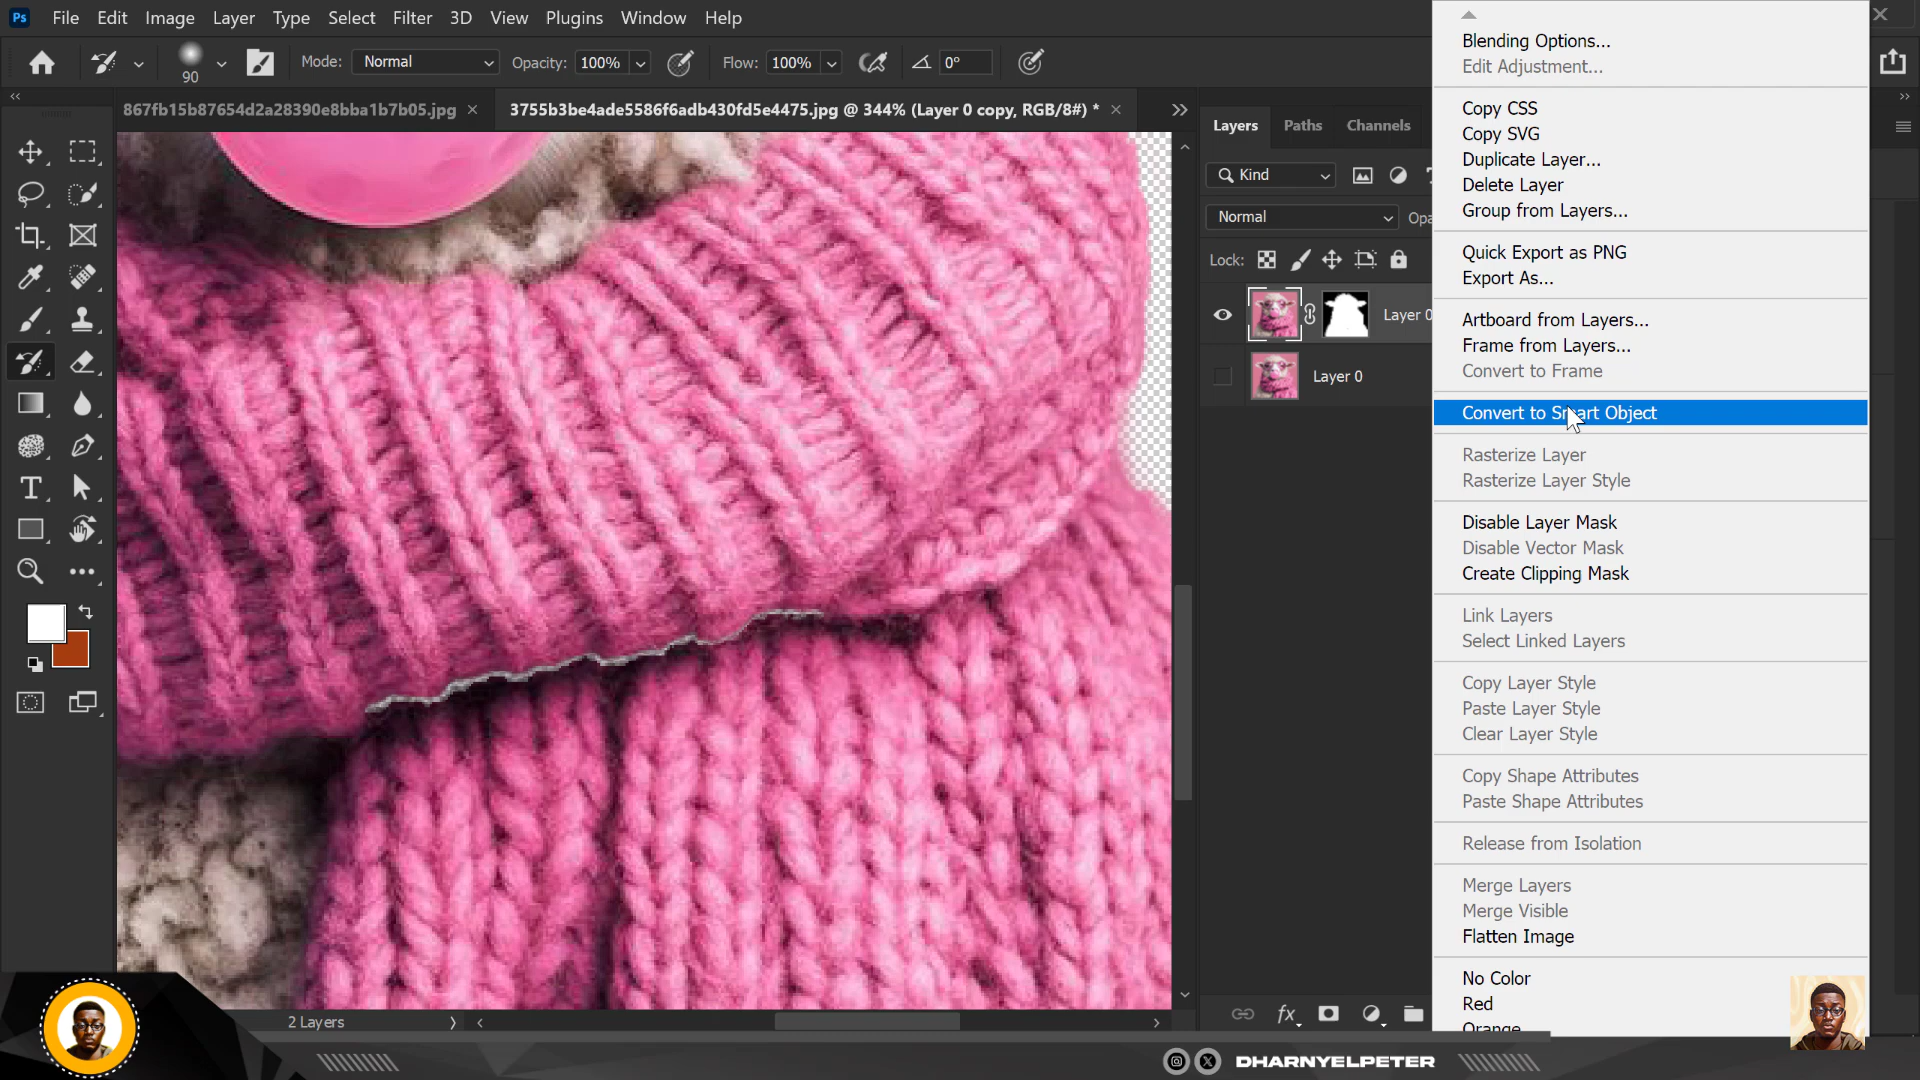 Ps File Edit Image Layer Type Select Filter 3D View Plugins Window Help
90 Mode: Normal Opacity: 100% Flow: 100% 0°
867fb15b87654d2a28390e8bba1b7b05.jpg
3755b3be4ade5586f6adb430fd5e4475.jpg @ 344% (Layer 0 copy, RGB/8#) *
Layers Paths Channels
Kind
Normal
Lock:
Layer 0
Layer 0
Blending Options...
Edit Adjustment...
Copy CSS
Copy SVG
Duplicate Layer...
Delete Layer
Group from Layers...
Quick Export as PNG
Export As...
Artboard from Layers...
Frame from Layers...
Convert to Frame
Convert to Smart Object
Rasterize Layer
Rasterize Layer Style
Disable Layer Mask
Disable Vector Mask
Create Clipping Mask
Link Layers
Select Linked Layers
Copy Layer Style
Paste Layer Style
Clear Layer Style
Copy Shape Attributes
Paste Shape Attributes
Release from Isolation
Merge Layers
Merge Visible
Flatten Image
No Color
Red
Orange
2 Layers
fx
DHARNYELPETER